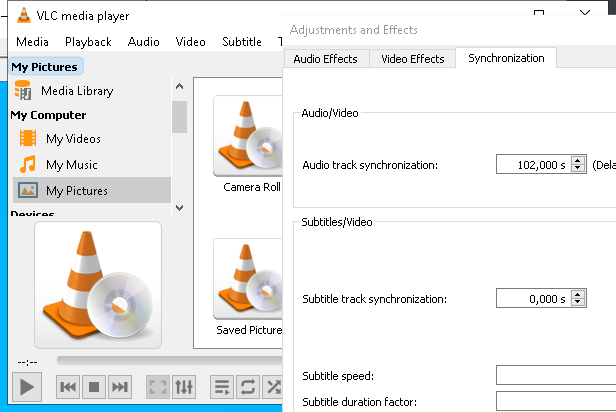 VLC media player
Media Playback Audio Video Subtitle
My Pictures
Media Library
My Computer
My Videos
My Music
My Pictures
Devices
Camera Roll
Saved Picture
--:--
Adjustments and Effects
Audio Effects Video Effects Synchronization
Audio/Video
Audio track synchronization: 102,000 s (Dela
Subtitles/Video
Subtitle track synchronization: 0,000 s
Subtitle speed:
Subtitle duration factor: